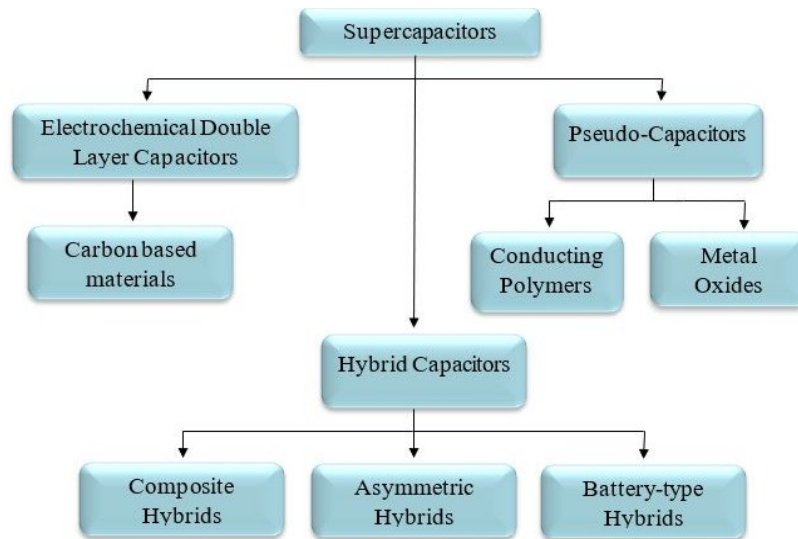 Supercapacitors
Electrochemical Double
Layer Capacitors
Pseudo-Capacitors
Carbon based
materials
Conducting
Polymers
Metal
Oxides
Hybrid Capacitors
Composite
Hybrids
Asymmetric
Hybrids
Battery-type
Hybrids